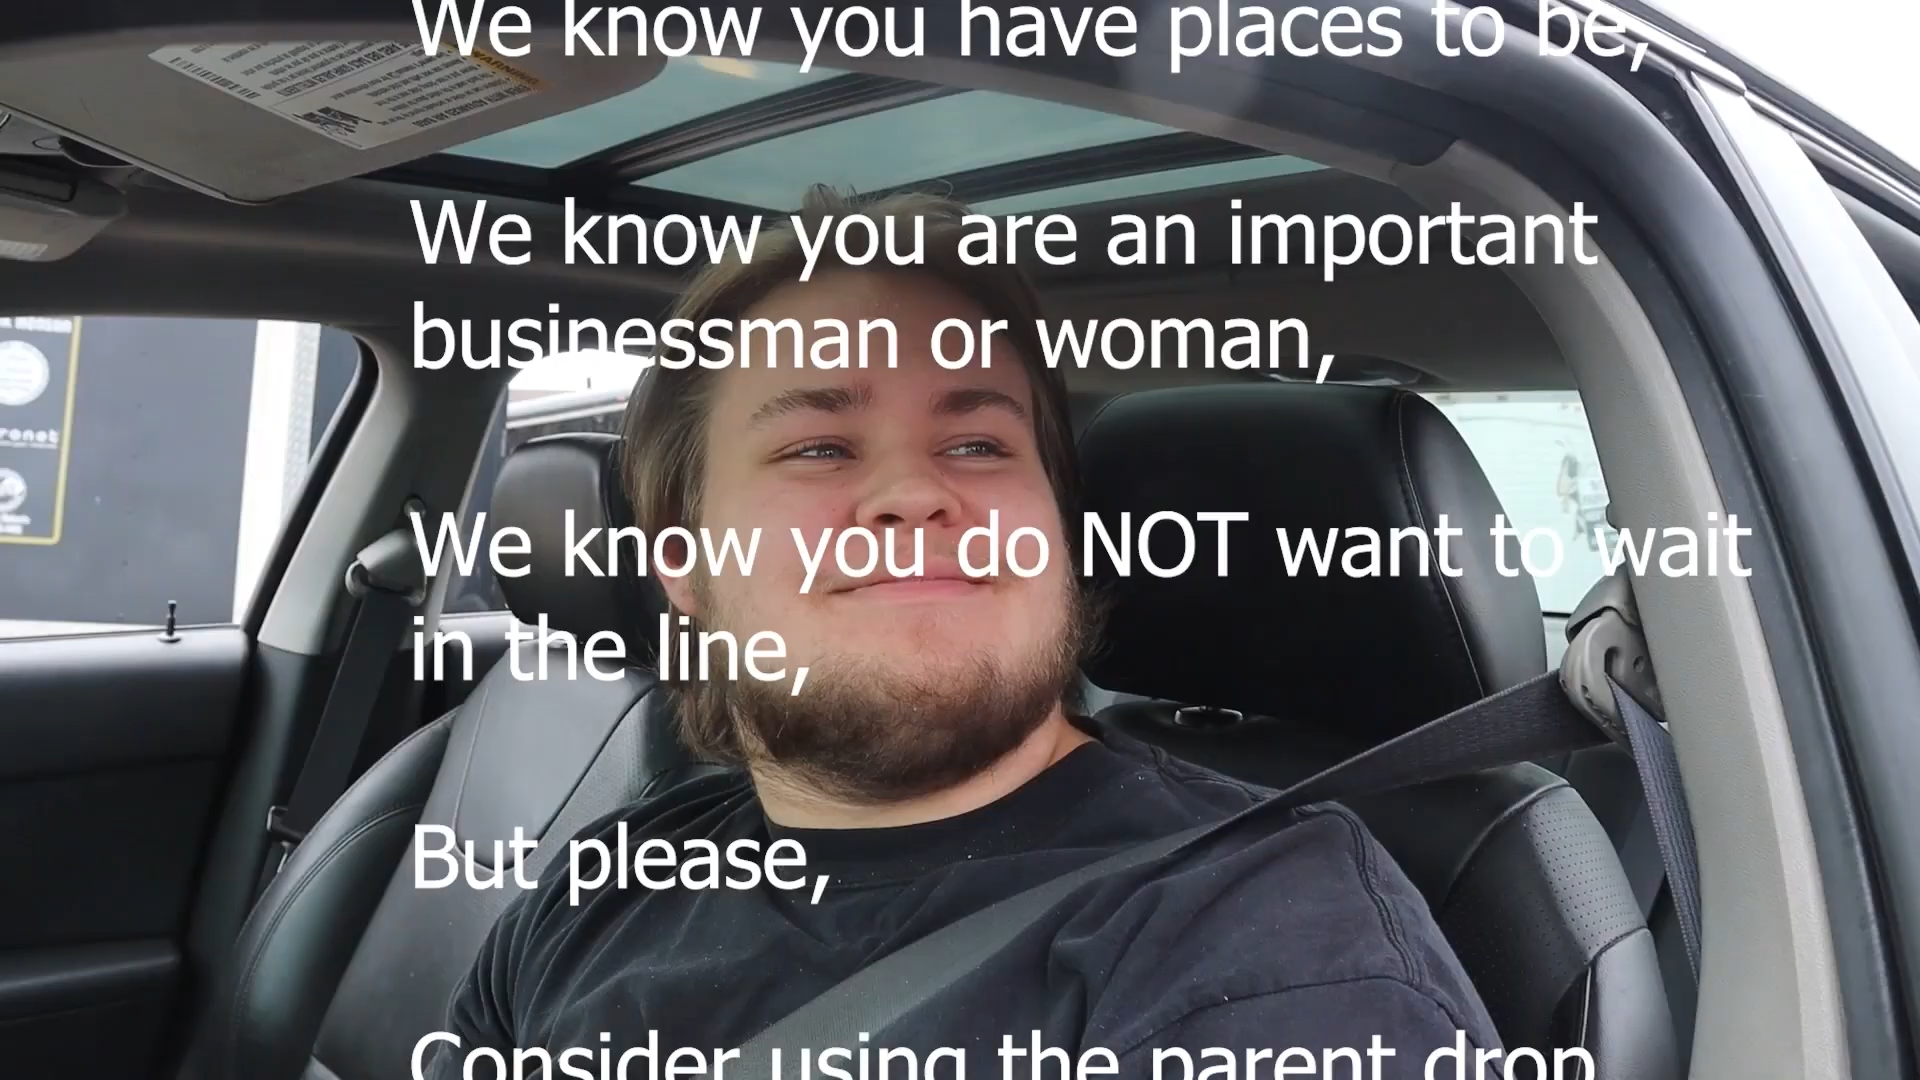 We know you have places to be,
We know you are an important
businessman or woman,
We know you do NOT want to wait
in the line,
But please,
Consider using the parent drop
WARNING